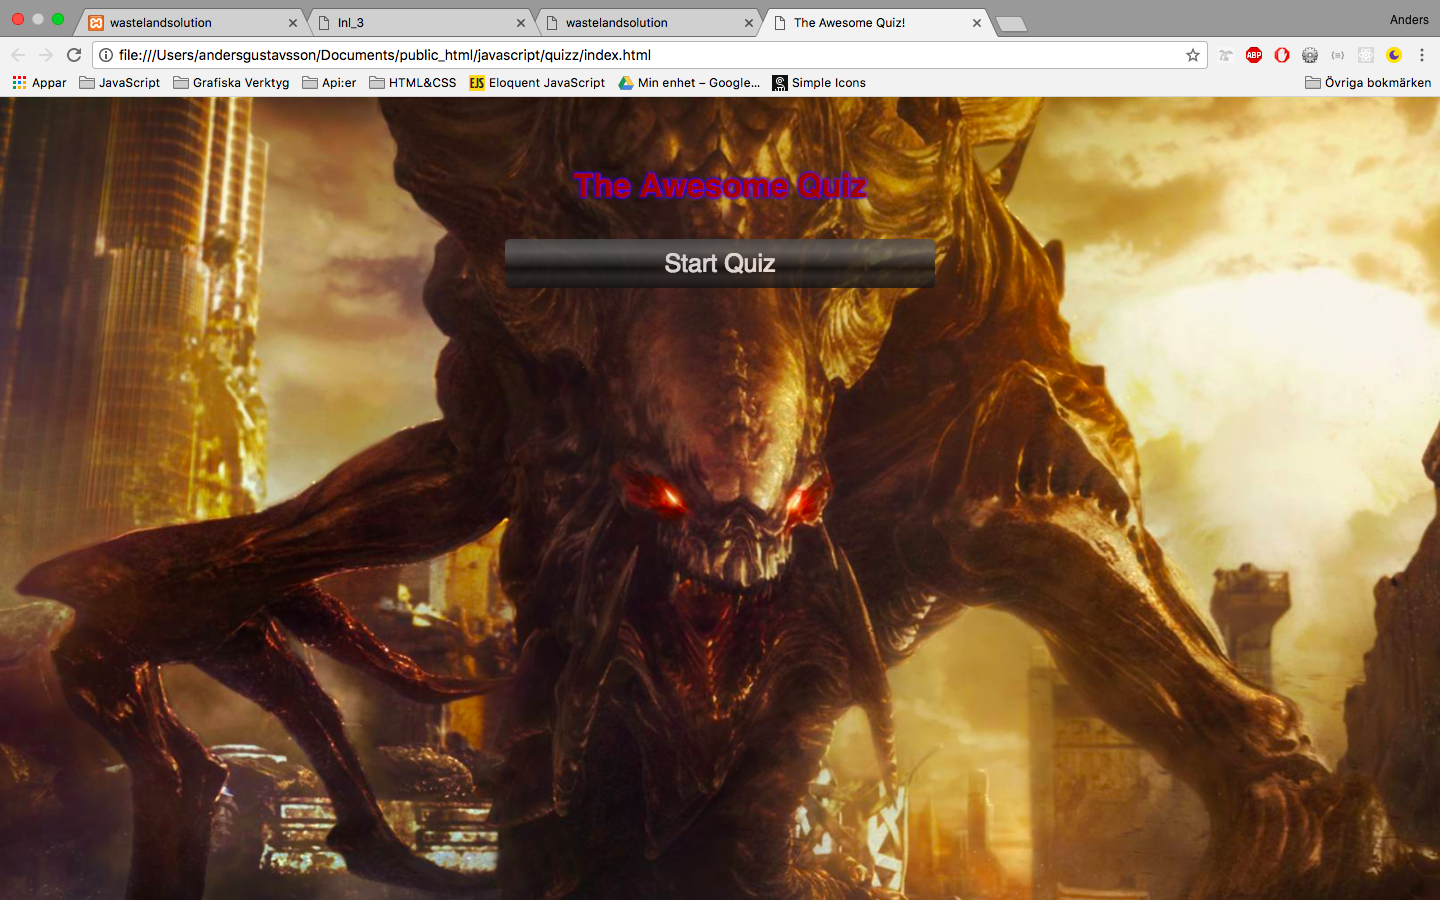 wastelandsolution
Inl_3
wastelandsolution
The Awesome Quiz!
Anders
file:///Users/andersgustavsson/Documents/public_html/javascript/quizz/index.html
ABP
Appar
JavaScript
Grafiska Verktyg
Api:er
HTML&CSS
EJS
Eloquent JavaScript
Min enhet – Google...
Simple Icons
Övriga bokmärken
The Awesome Quiz
Start Quiz